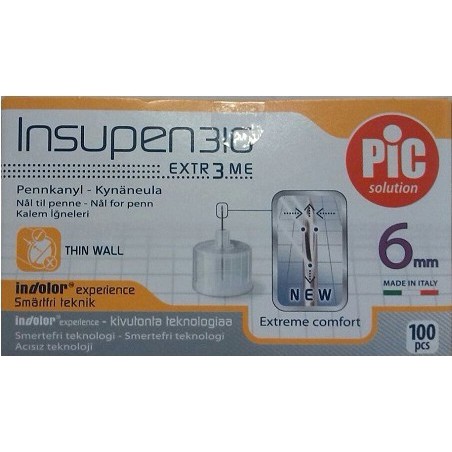 Insupen 31G
EXTR3ME
PiC
solution
Pennkanyl - Kynäneula
Nål til penne - Nål for penn
Kalem İğneleri
THIN WALL
6mm
MADE IN ITALY
indolor® experience
Smärtfri teknik
NEW
indolor® experience - kivutonta teknologiaa
Extreme comfort
Smertefri teknologi - Smertefri teknologi
Acısız teknoloji
100
pcs